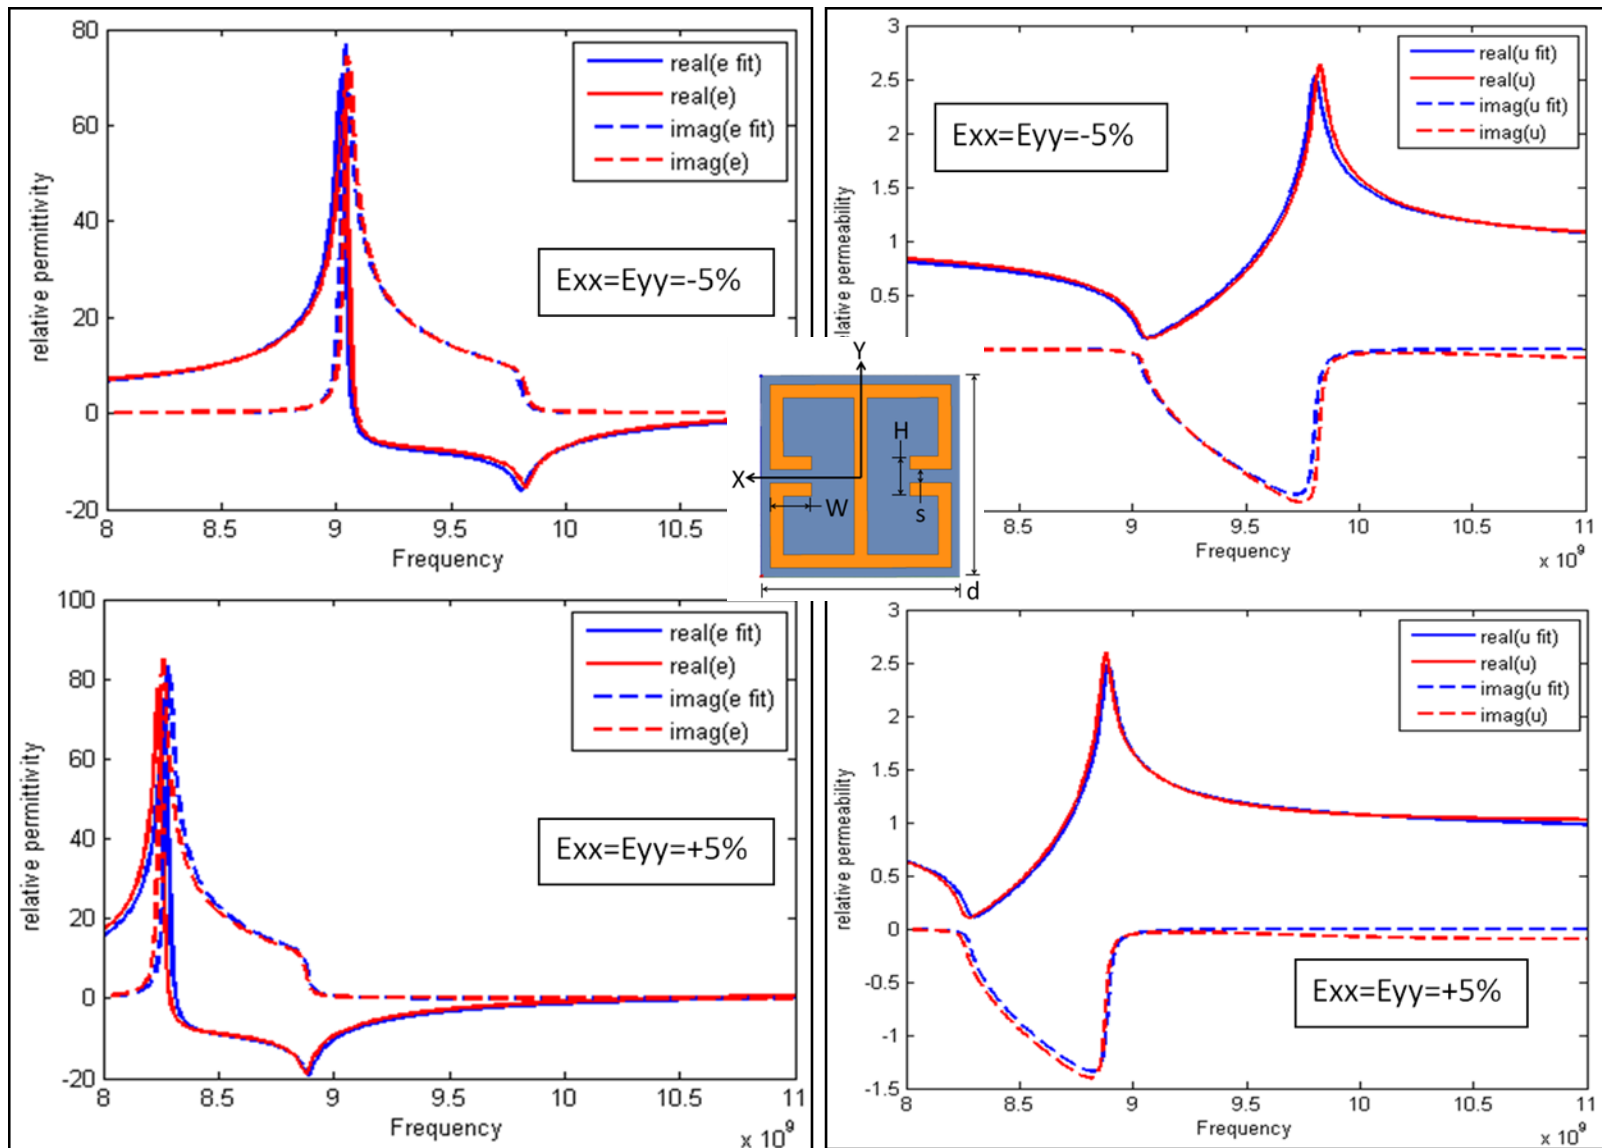 80
60
40
20
0
-20
8
8.5
9
9.5
10
10.5
relative permittivity
Frequency
real(e fit)
real(e)
imag(e fit)
imag(e)
Exx=Eyy=-5%
3
2.5
2
1.5
1
0.5
8.5
9
9.5
10
10.5
11
relative permeability
Frequency
x 10⁹
real(u fit)
real(u)
imag(u fit)
imag(u)
Exx=Eyy=-5%
Y
H
X
W
s
d
100
80
60
40
20
0
-20
8
8.5
9
9.5
10
10.5
11
relative permittivity
Frequency
x 10⁹
real(e fit)
real(e)
imag(e fit)
imag(e)
Exx=Eyy=+5%
3
2.5
2
1.5
1
0.5
0
-0.5
-1
-1.5
8
8.5
9
9.5
10
10.5
11
relative permeability
Frequency
x 10⁹
real(u fit)
real(u)
imag(u fit)
imag(u)
Exx=Eyy=+5%